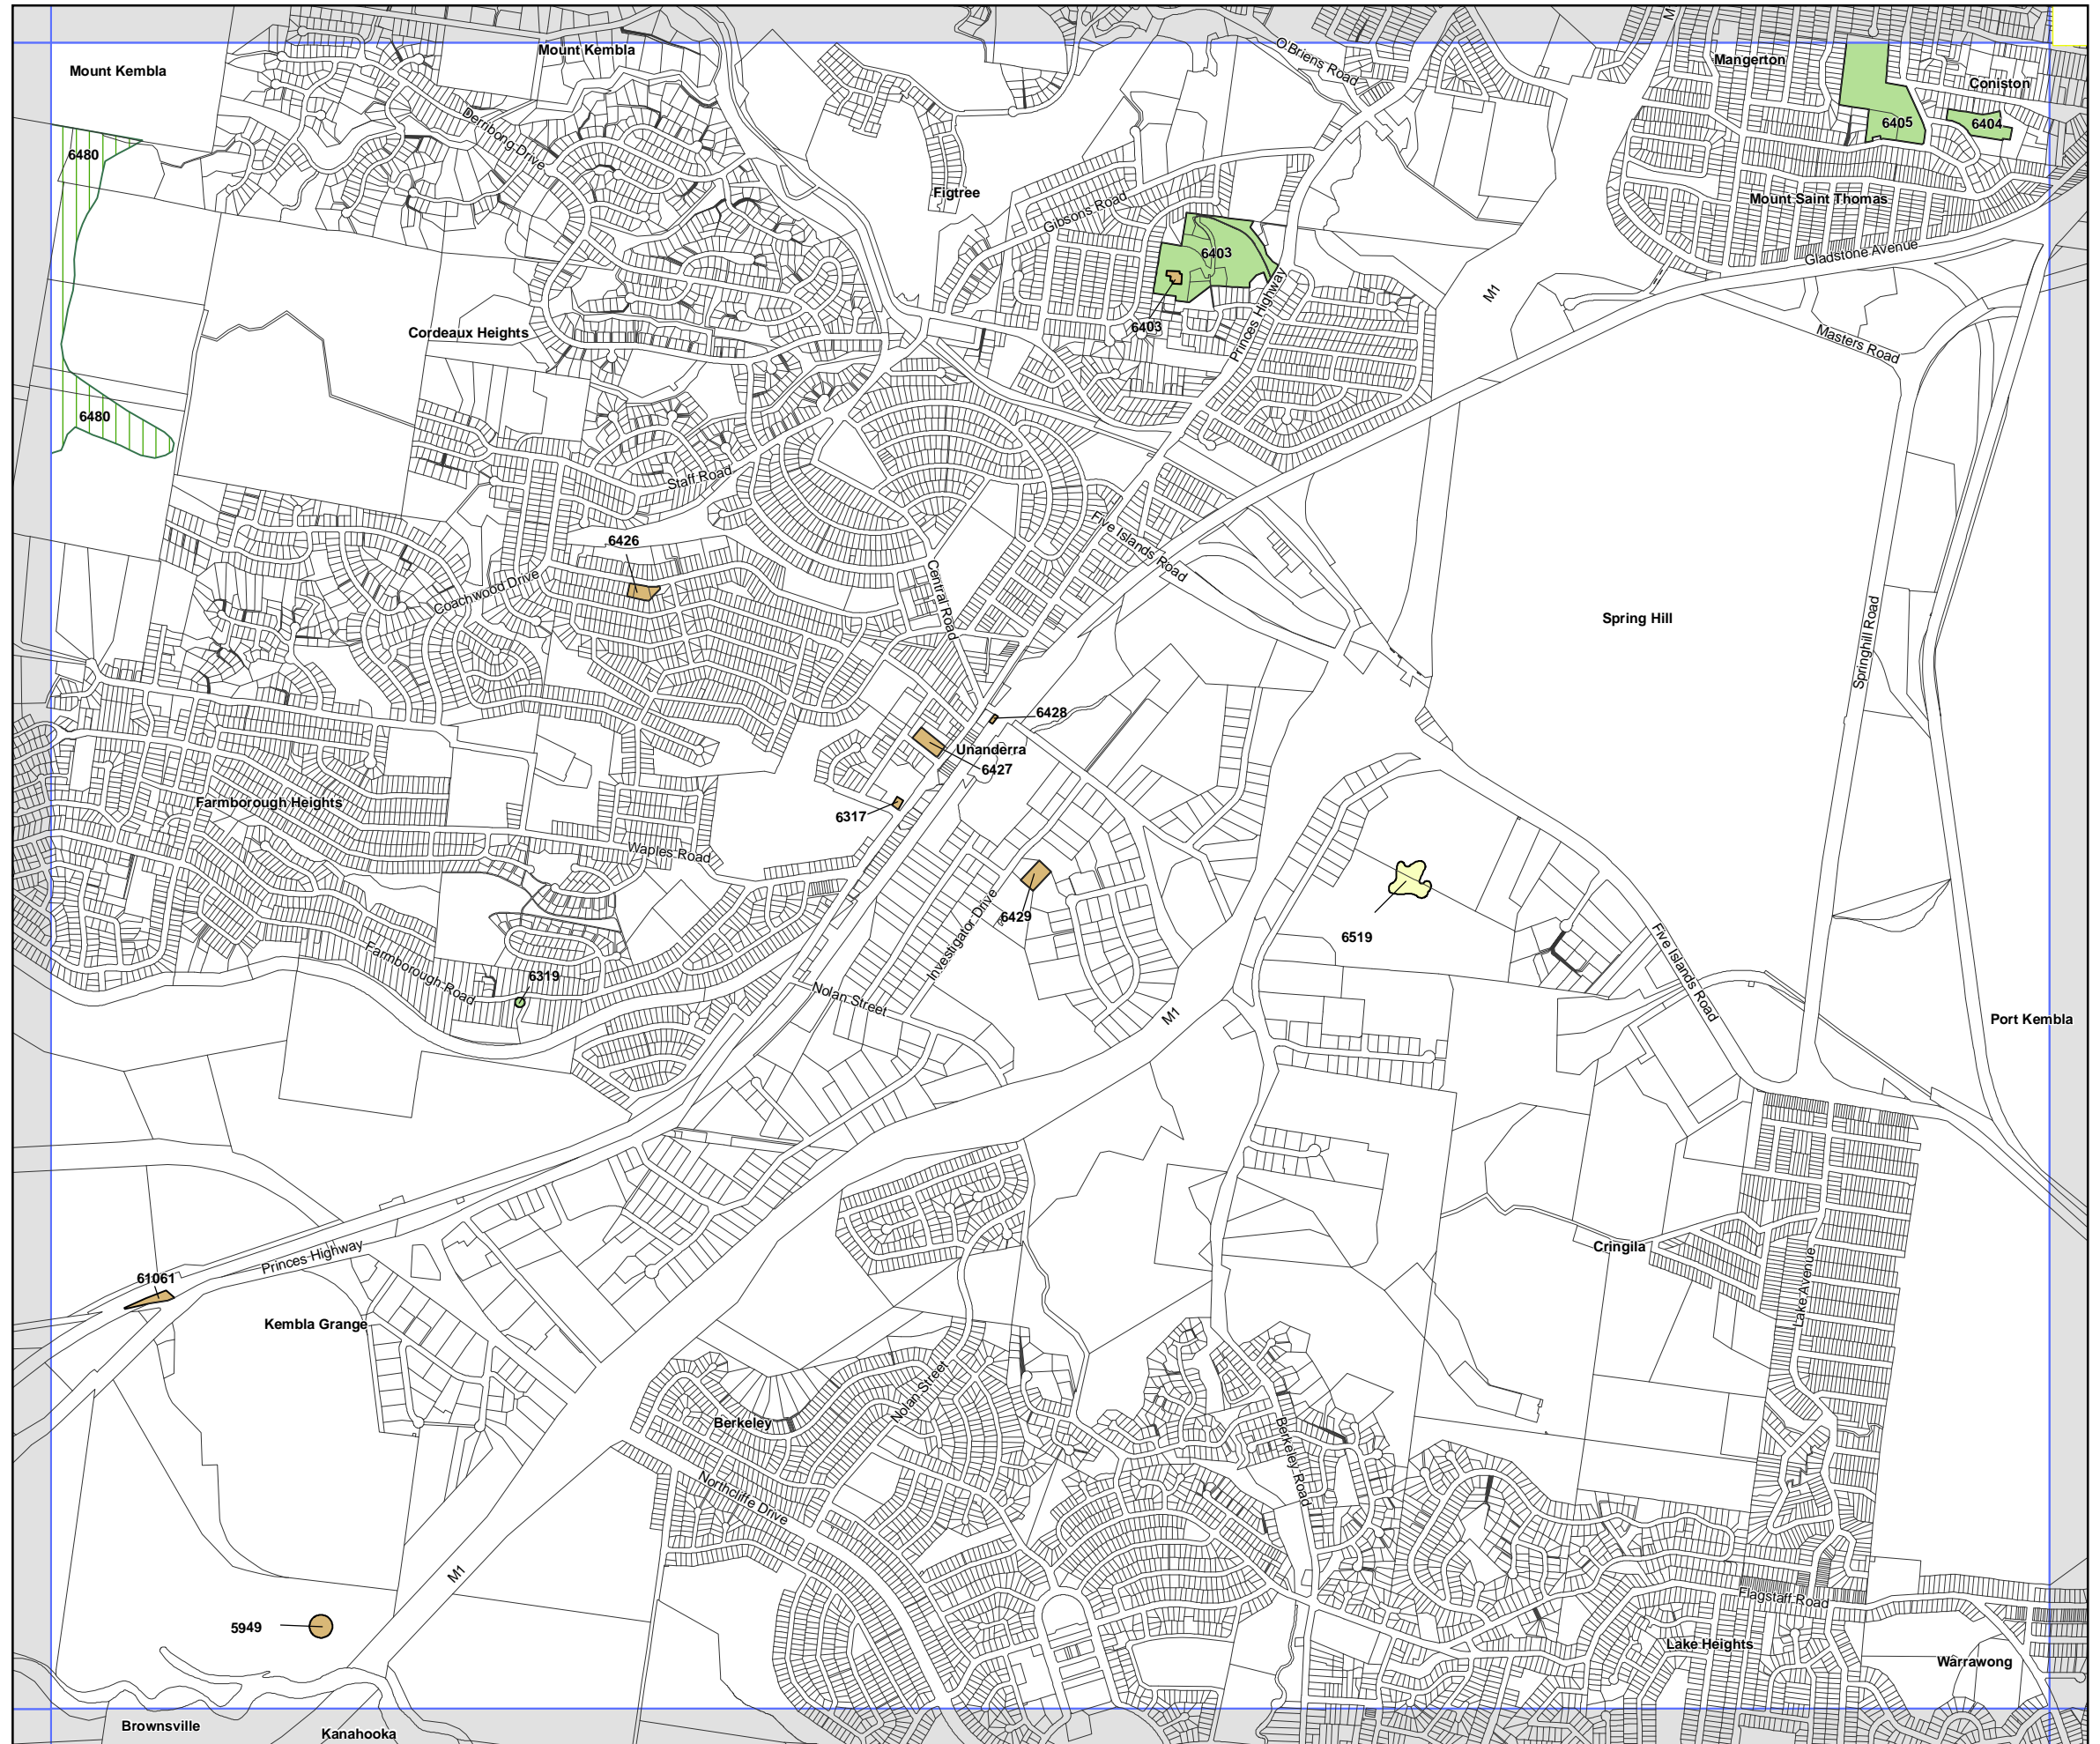 M
O'Briens Road
Mount Kembla
Mangerton
Mount Kembla
Coniston
6405
6404
Derribong Drive
6480
Figtree
Mount Saint Thomas
Gibsons Road
6403
Gladstone Avenue
M1
6403
Princes Highway
Cordeaux Heights
Masters Road
6480
Staff Road
Five Islands Road
6426
Central Road
Coachwood Drive
Spring Hill
Springhill Road
6428
Unanderra
6427
Farmborough Heights
6317
Waples Road
6429
Investigator Drive
6519
Five Islands Road
Farmborough Road
6319
Nolan Street
M1
Port Kembla
Princes Highway
Cringila
61061
Lake Avenue
Kembla Grange
Nolan Street
Berkeley
Berkeley Road
Northcliffe Drive
M1
Flagstaff Road
5949
Lake Heights
Warrawong
Brownsville
Kanahooka